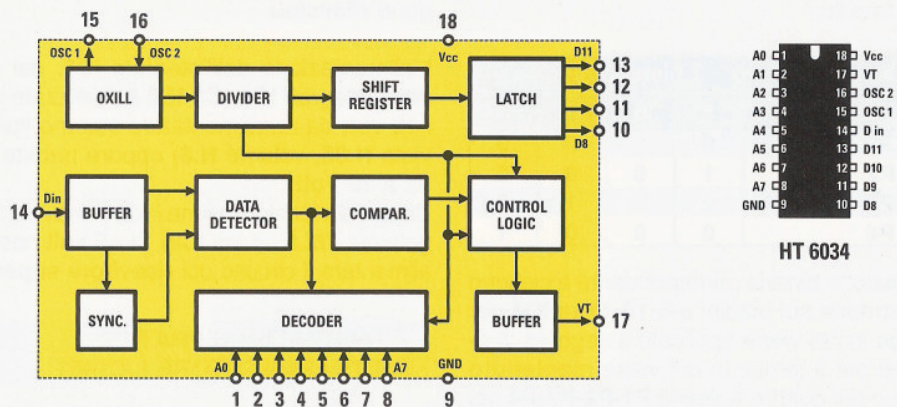 15 16 18
OSC 1 OSC 2 Vcc D11
OXILL DIVIDER SHIFT REGISTER LATCH
13
12
11
10
D8
Din
14
BUFFER DATA DETECTOR COMPAR. CONTROL LOGIC
SYNC. DECODER BUFFER VT 17
A0 A7 GND
1 2 3 4 5 6 7 8 9
A0 1 18 Vcc
A1 2 17 VT
A2 3 16 OSC 2
A3 4 15 OSC 1
A4 5 14 D in
A5 6 13 D11
A6 7 12 D10
A7 8 11 D9
GND 9 10 D8
HT 6034